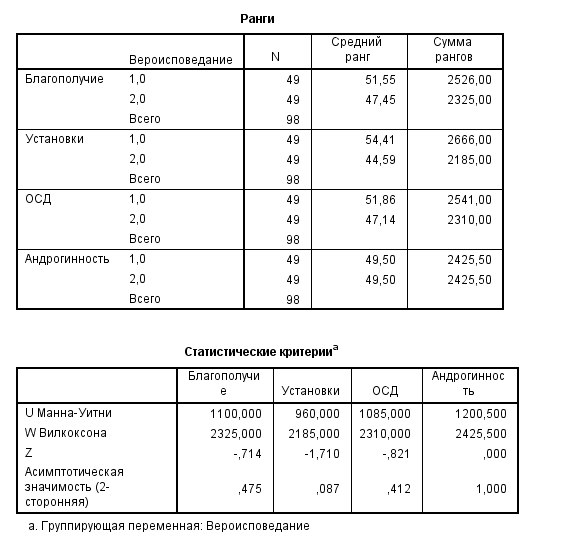 Ранги
Вероисповедание N Средний ранг Сумма рангов
Благополучие 1,0 49 51,55 2526,00
2,0 49 47,45 2325,00
Всего 98
Установки 1,0 49 54,41 2666,00
2,0 49 44,59 2185,00
Всего 98
ОСД 1,0 49 51,86 2541,00
2,0 49 47,14 2310,00
Всего 98
Андрогинность 1,0 49 49,50 2425,50
2,0 49 49,50 2425,50
Всего 98
Статистические критерииa
Благополучи
е Установки ОСД Андрогиннос
ть
U Манна-Уитни 1100,000 960,000 1085,000 1200,500
W Вилкоксона 2325,000 2185,000 2310,000 2425,500
Z -,714 -1,710 -,821 ,000
Асимптотическая
значимость (2-
сторонняя) ,475 ,087 ,412 1,000
a. Группирующая переменная: Вероисповедание